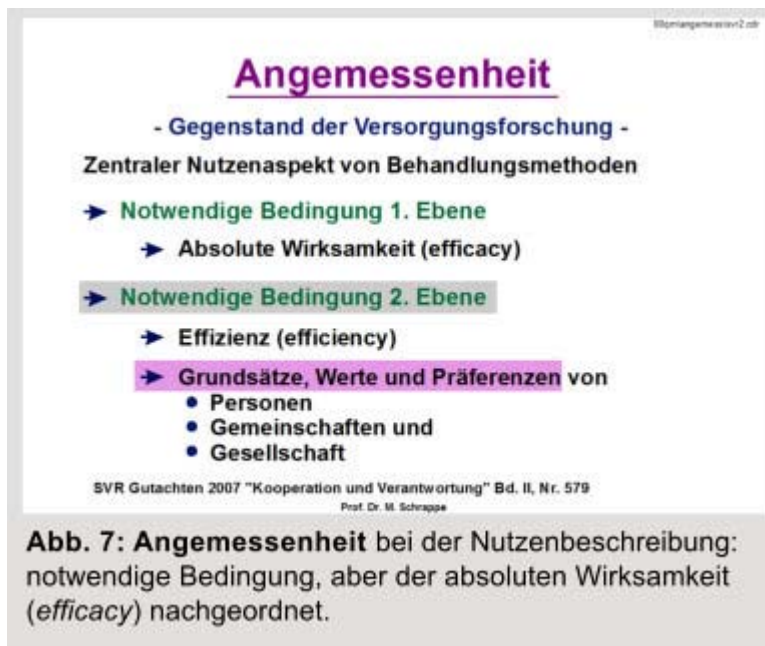 Angemessenheit
- Gegenstand der Versorgungsforschung -
Zentraler Nutzenaspekt von Behandlungsmethoden
Notwendige Bedingung 1. Ebene
Absolute Wirksamkeit (efficacy)
Notwendige Bedingung 2. Ebene
Effizienz (efficiency)
Grundsätze, Werte und Präferenzen von
• Personen
• Gemeinschaften und
• Gesellschaft
SVR Gutachten 2007 "Kooperation und Verantwortung" Bd. II, Nr. 579
Prof. Dr. M. Schrappe
Abb. 7: Angemessenheit bei der Nutzenbeschreibung:
notwendige Bedingung, aber der absoluten Wirksamkeit
(efficacy) nachgeordnet.